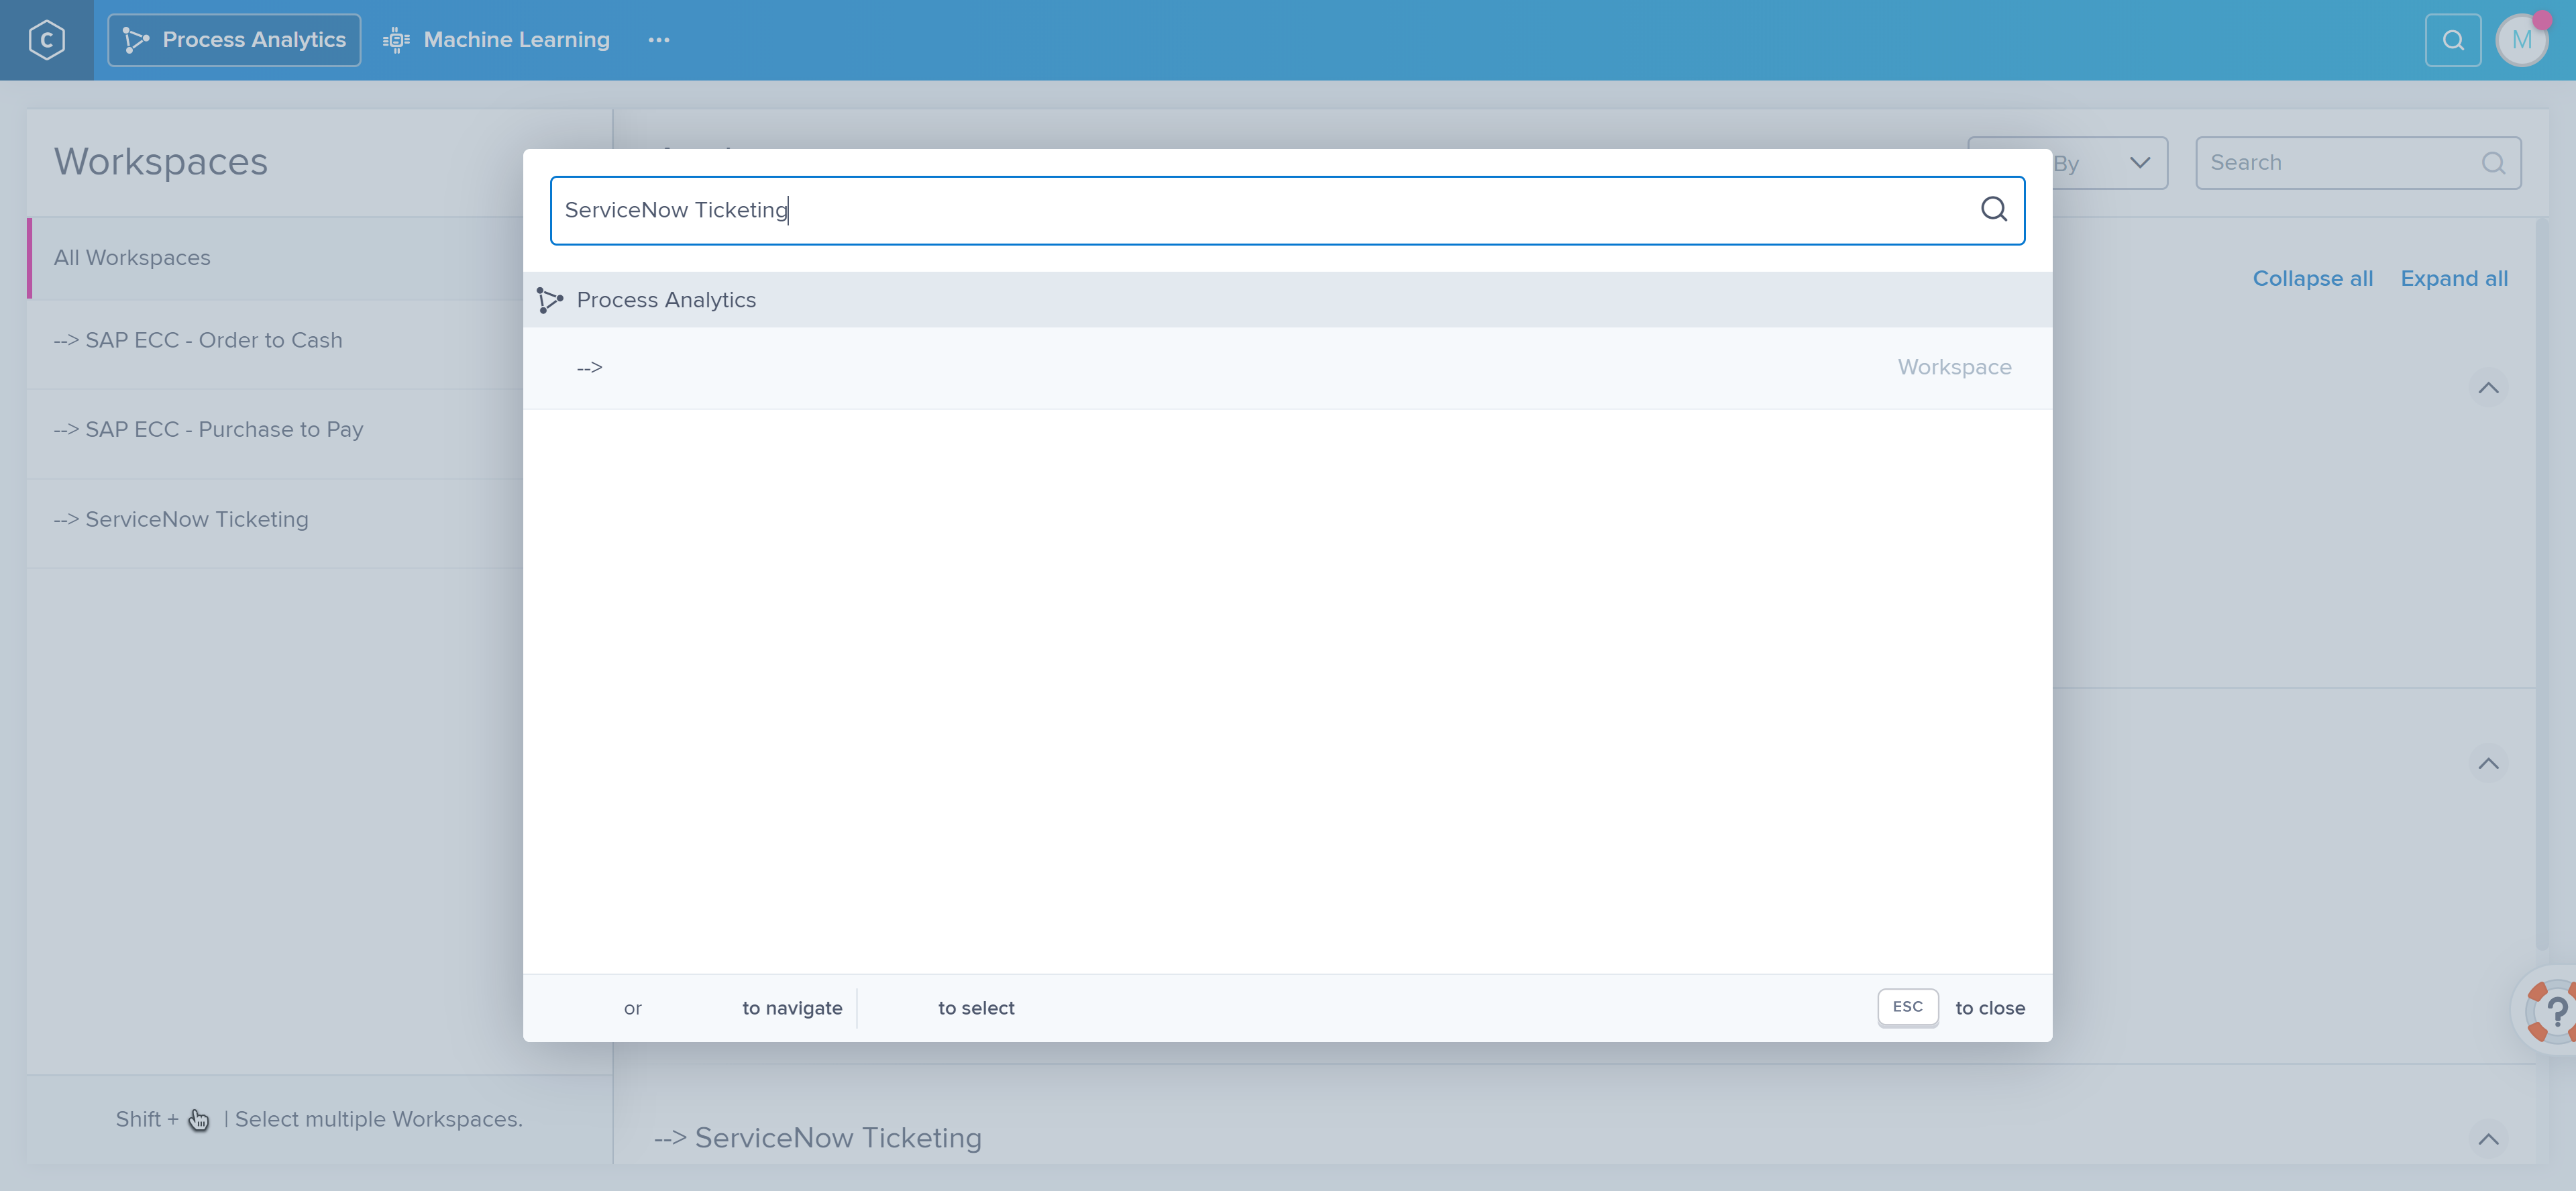 C
Process Analytics
Machine Learning
M
Workspaces
By
Search
All Workspaces
--> SAP ECC - Order to Cash
--> SAP ECC - Purchase to Pay
--> ServiceNow Ticketing
Shift + | Select multiple Workspaces.
Collapse all
Expand all
ServiceNow Ticketing
Process Analytics
-->
Workspace
or
to navigate
to select
ESC
to close
--> ServiceNow Ticketing
?